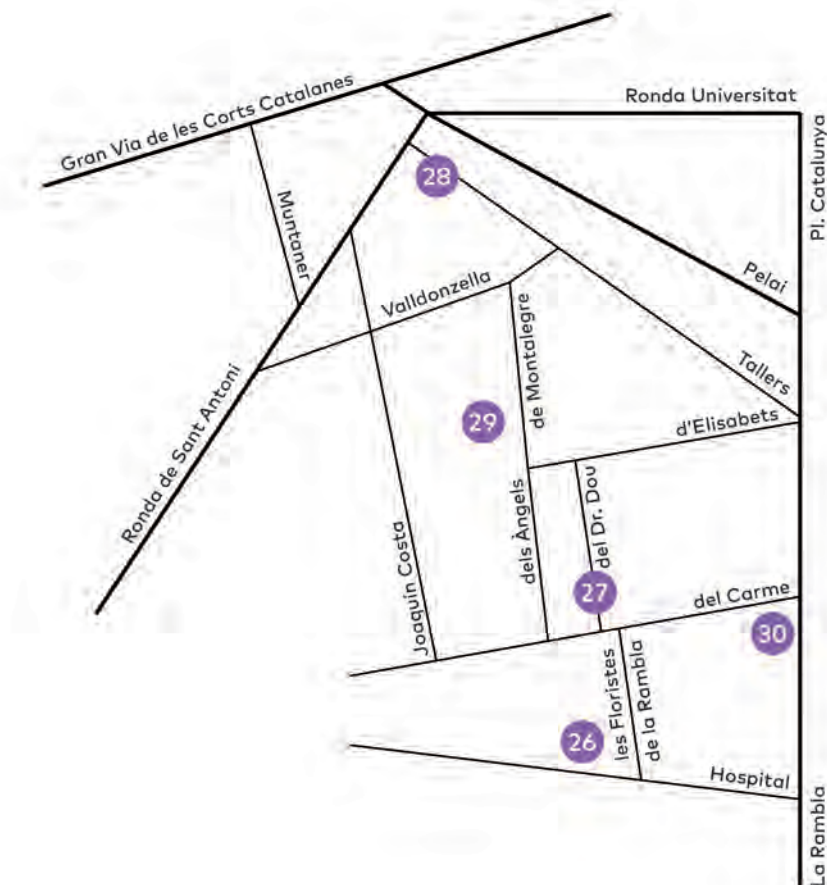 Gran Via de les Corts Catalanes
Ronda Universitat
Pl. Catalunya
28
Muntaner
Pelai
Valldonzella
de Montalegre
Tallers
Ronda de Sant Antoni
29
d'Elisabets
dels Àngels
del Dr. Dou
Joaquín Costa
27
del Carme
30
les Floristes
de la Rambla
26
Hospital
La Rambla